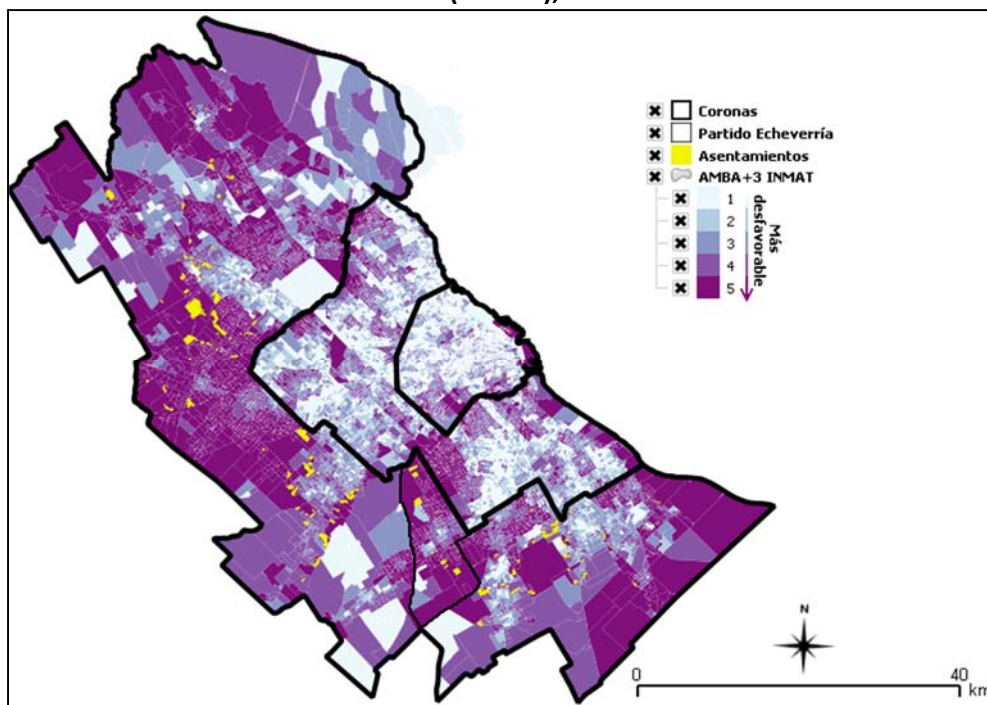 Coronas
Partido Echeverría
Asentamientos
AMBA+3 INMAT
1
2
3
4
5
Más
desfavorable
N
0 40
km